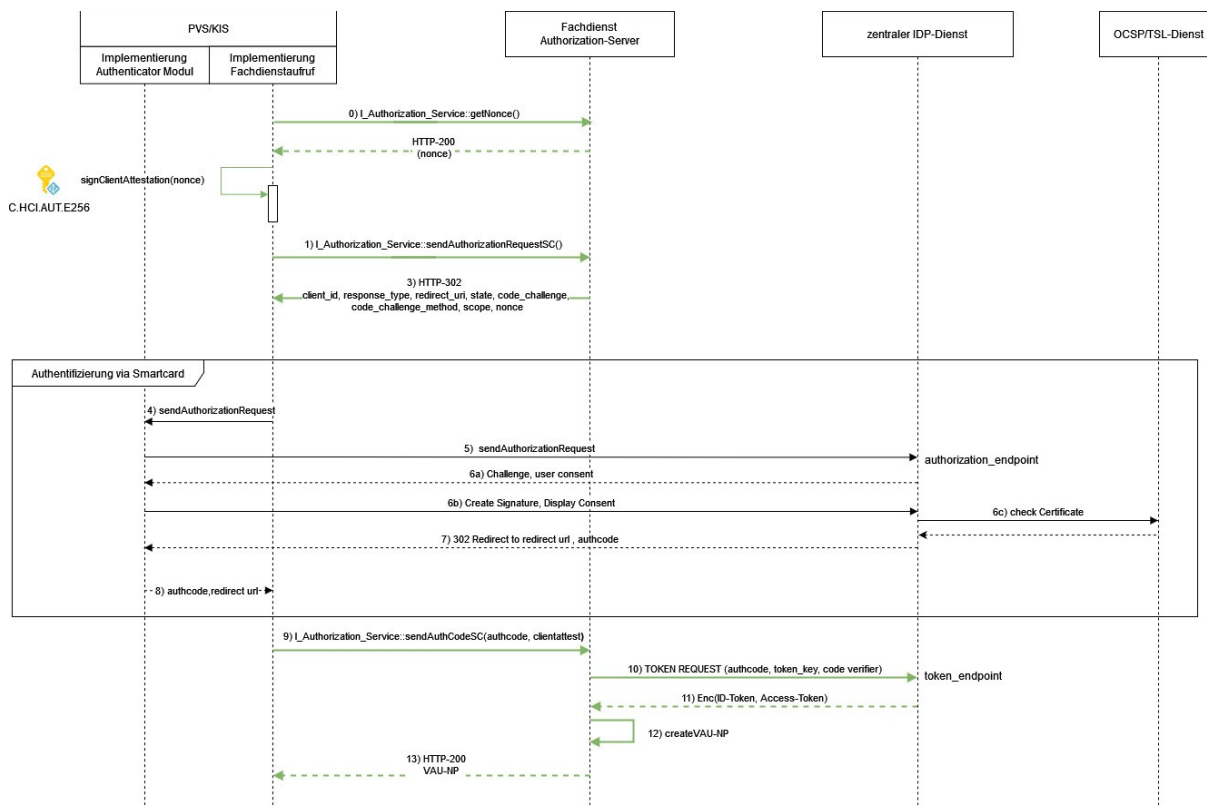 PVS/KIS
Implementierung
Authenticator Modul
Implementierung
Fachdienstaufruf
Fachdienst
Authorization-Server
zentraler IDP-Dienst
OCSP/TSL-Dienst
0) I_Authorization_Service::getNonce()
HTTP-200
(nonce)
signClientAttestation(nonce)
C.HCI.AUT.E256
1) I_Authorization_Service::sendAuthorizationRequestSC()
3) HTTP-302
client_id, response_type, redirect_uri, state, code_challenge,
code_challenge_method, scope, nonce
Authentifizierung via Smartcard
4) sendAuthorizationRequest
5) sendAuthorizationRequest
authorization_endpoint
6a) Challenge, user consent
6b) Create Signature, Display Consent
6c) check Certificate
7) 302 Redirect to redirect url , authcode
8) authcode,redirect url
9) I_Authorization_Service::sendAuthCodeSC(authcode, clientattest)
10) TOKEN REQUEST (authcode, token_key, code verifier)
token_endpoint
11) Enc(ID-Token, Access-Token)
12) createVAU-NP
13) HTTP-200
VAU-NP